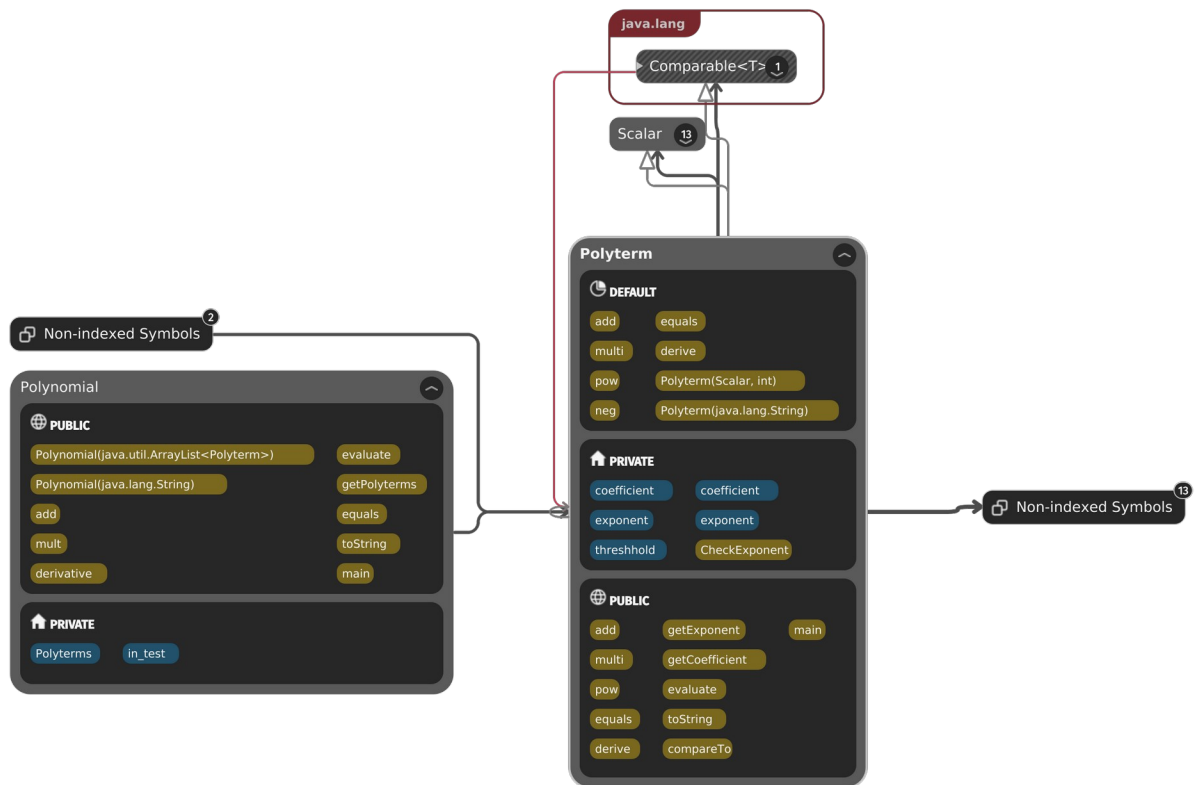 java.lang
Comparable<T>
1
Scalar
13
Non-indexed Symbols
2
Polynomial
PUBLIC
Polynomial(java.util.ArrayList<Polyterm>)
evaluate
Polynomial(java.lang.String)
getPolyterms
add
equals
mult
toString
derivative
main
PRIVATE
Polyterms
in_test
Polyterm
DEFAULT
add
equals
multi
derive
pow
Polyterm(Scalar, int)
neg
Polyterm(java.lang.String)
PRIVATE
coefficient
coefficient
exponent
exponent
threshhold
CheckExponent
PUBLIC
add
getExponent
main
multi
getCoefficient
pow
evaluate
equals
toString
derive
compareTo
Non-indexed Symbols
13